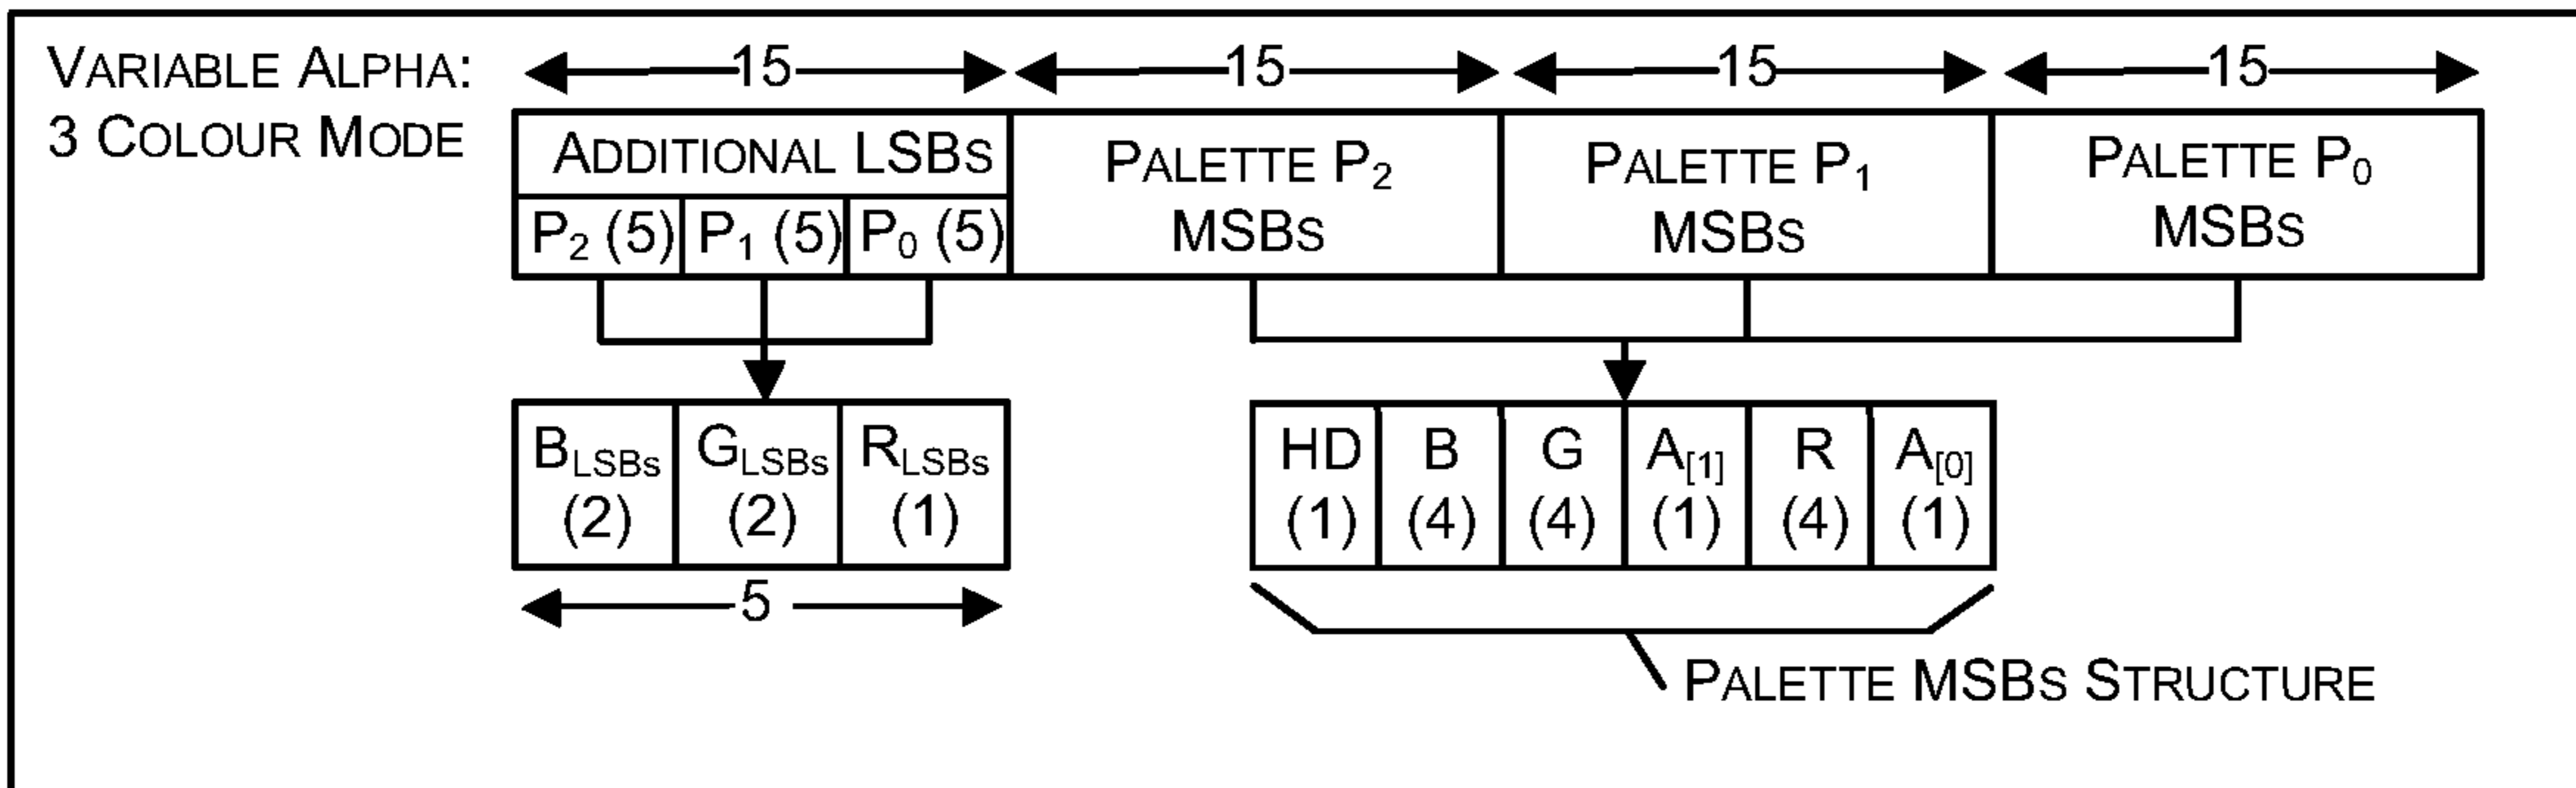 VARIABLE ALPHA:
3 COLOUR MODE
15 15 15 15
ADDITIONAL LSBS
P2 (5) P1 (5) P0 (5)
PALETTE P2
MSBS
PALETTE P1
MSBS
PALETTE P0
MSBS
BLSBs
(2)
GLSBs
(2)
RLSBs
(1)
5
HD
(1)
B
(4)
G
(4)
A[1]
(1)
R
(4)
A[0]
(1)
PALETTE MSBS STRUCTURE